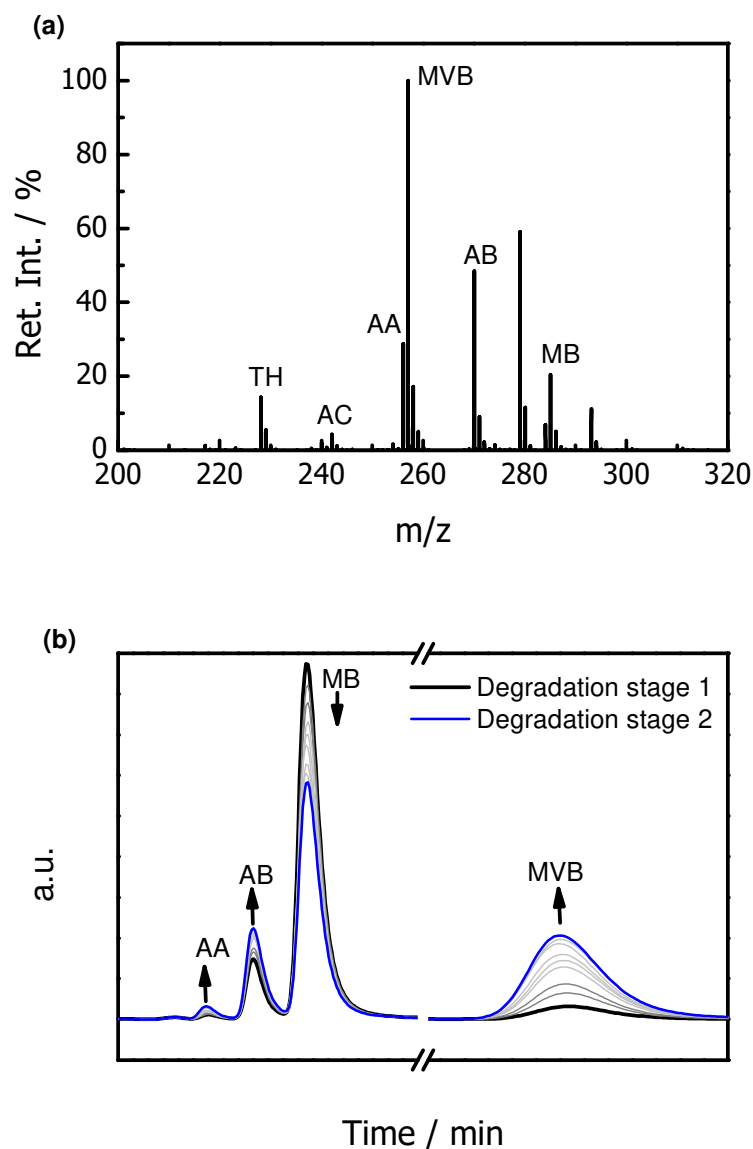 (a)
100
80
60
40
20
0
Ret. Int. / %
MVB
AB
AA
MB
TH
AC
200 220 240 260 280 300 320
m/z
(b)
a.u.
MB
Degradation stage 1
Degradation stage 2
AB
MVB
AA
Time / min